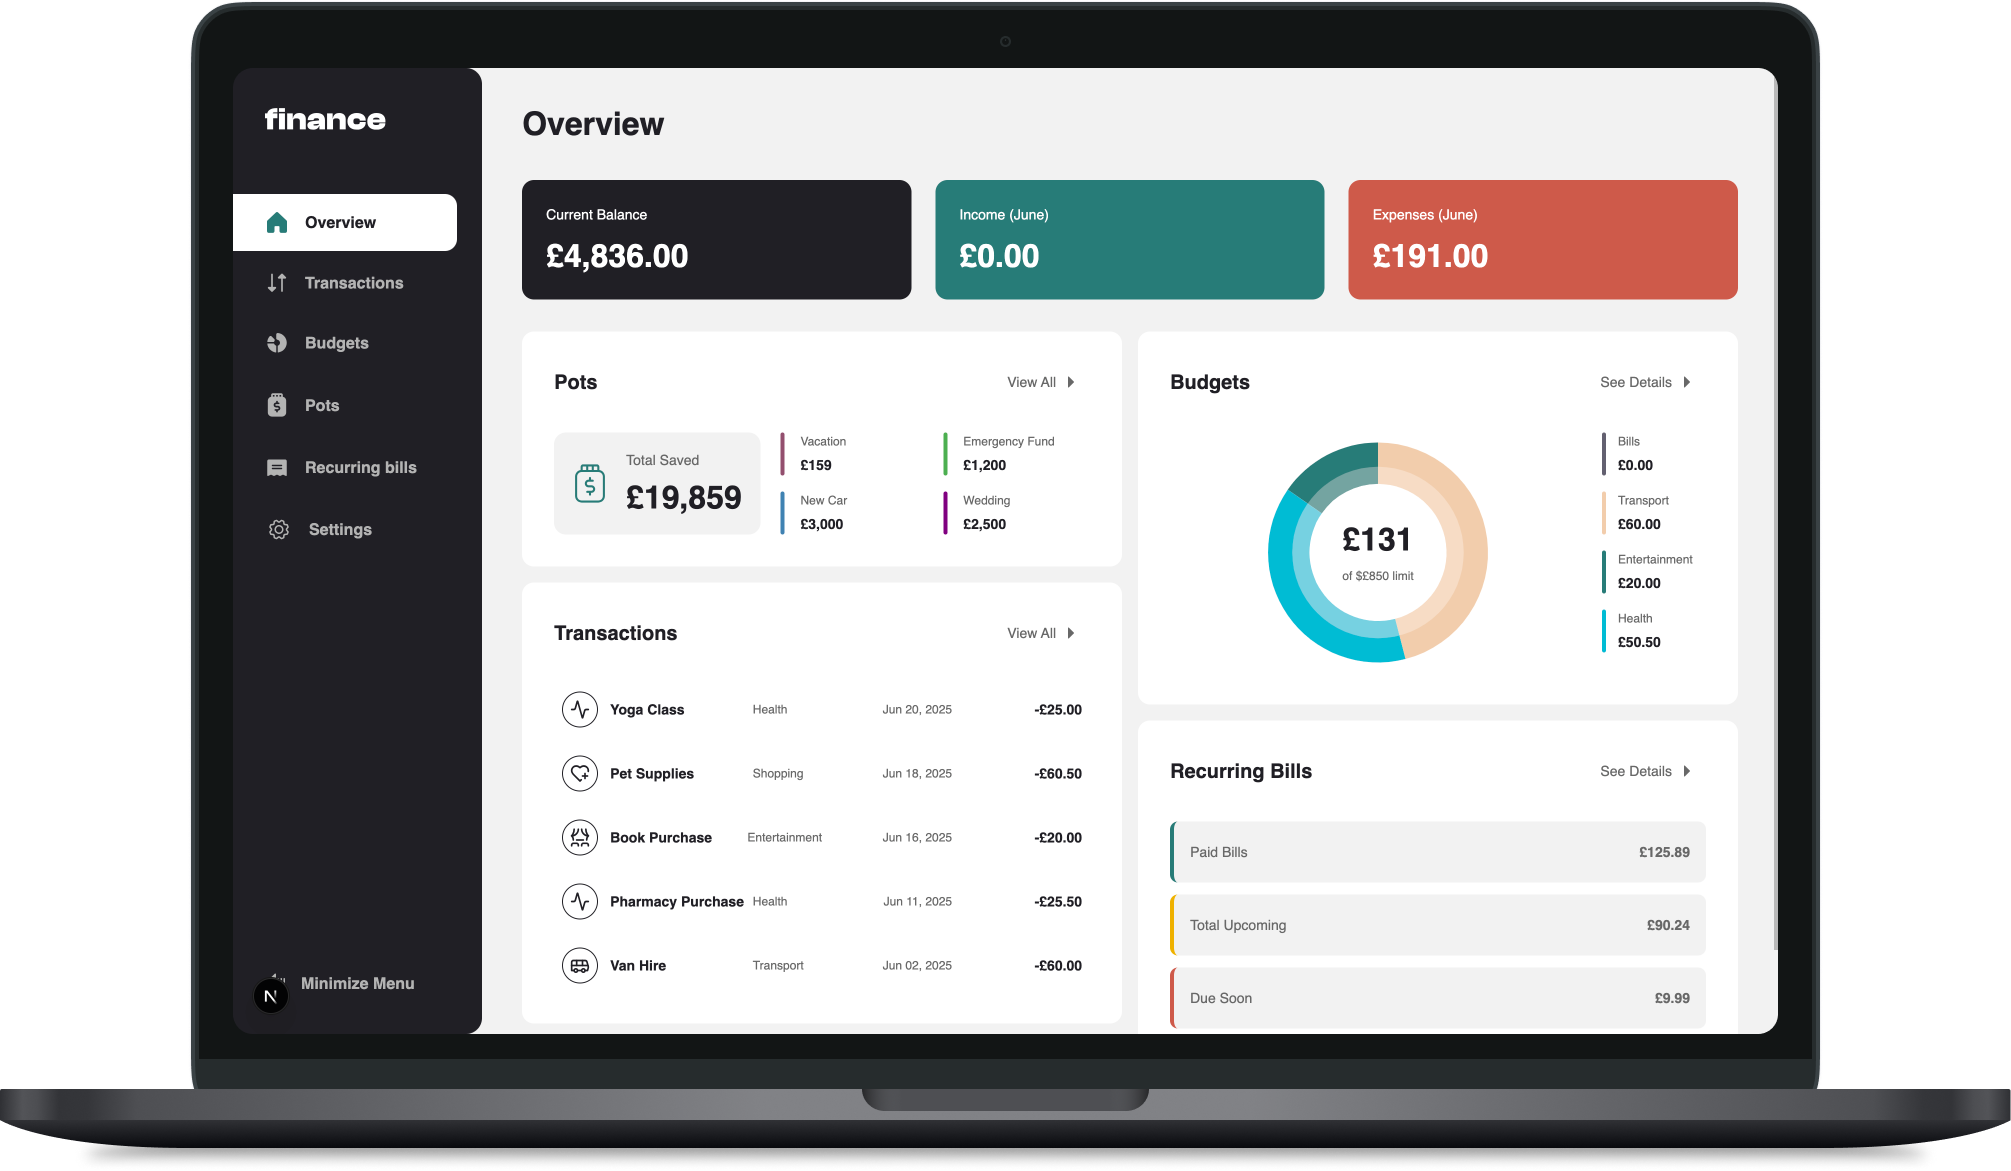 finance
Overview
Transactions
Budgets
Pots
$
Recurring bills
Settings
Minimize Menu
N
Overview
Current Balance
£4,836.00
Income (June)
£0.00
Expenses (June)
£191.00
Pots
View All
$
Total Saved
£19,859
Vacation
£159
Emergency Fund
£1,200
New Car
£3,000
Wedding
£2,500
Transactions
View All
Yoga Class Health Jun 20, 2025 -£25.00
Pet Supplies Shopping Jun 18, 2025 -£60.50
Book Purchase Entertainment Jun 16, 2025 -£20.00
Pharmacy Purchase Health Jun 11, 2025 -£25.50
Van Hire Transport Jun 02, 2025 -£60.00
Budgets
See Details
£131
of $£850 limit
Bills
£0.00
Transport
£60.00
Entertainment
£20.00
Health
£50.50
Recurring Bills
See Details
Paid Bills £125.89
Total Upcoming £90.24
Due Soon £9.99